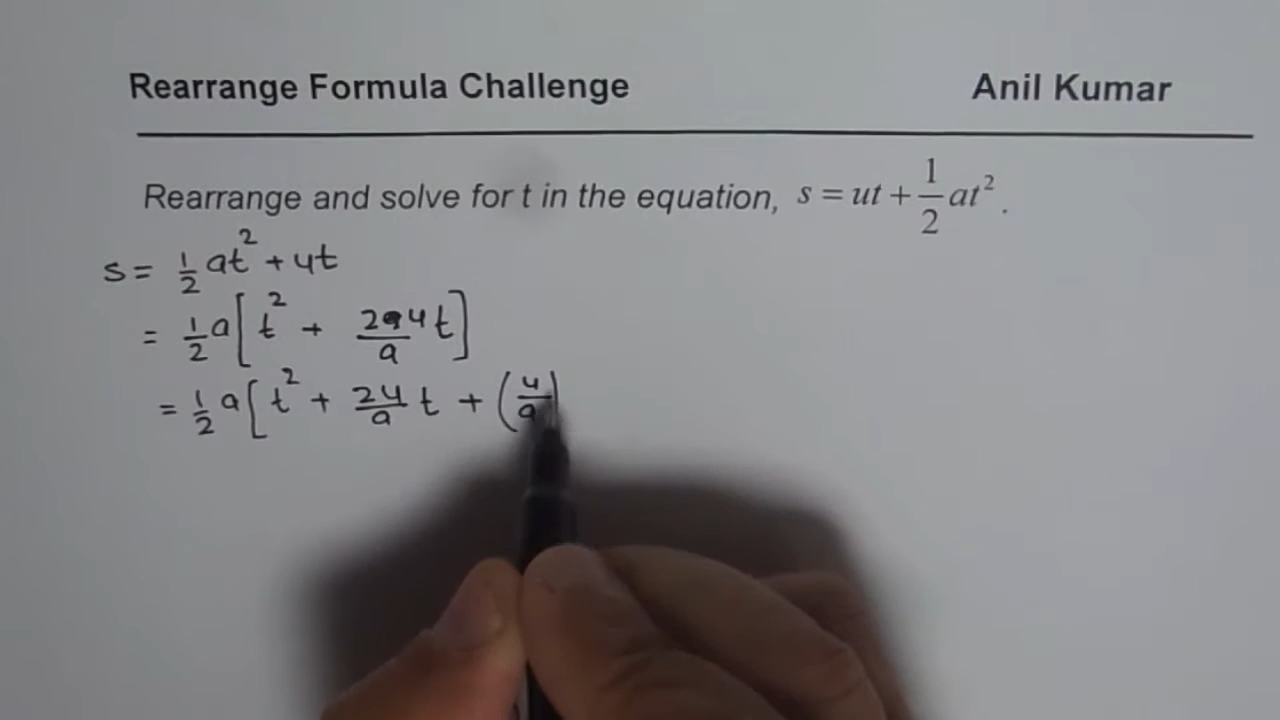 Rearrange Formula Challenge Anil Kumar
Rearrange and solve for t in the equation, s = ut + 1/2 at².
s = 1/2 at² + ut
= 1/2 a[t² + 2u/a t]
= 1/2 a[t² + 2u/a t + (u/a)